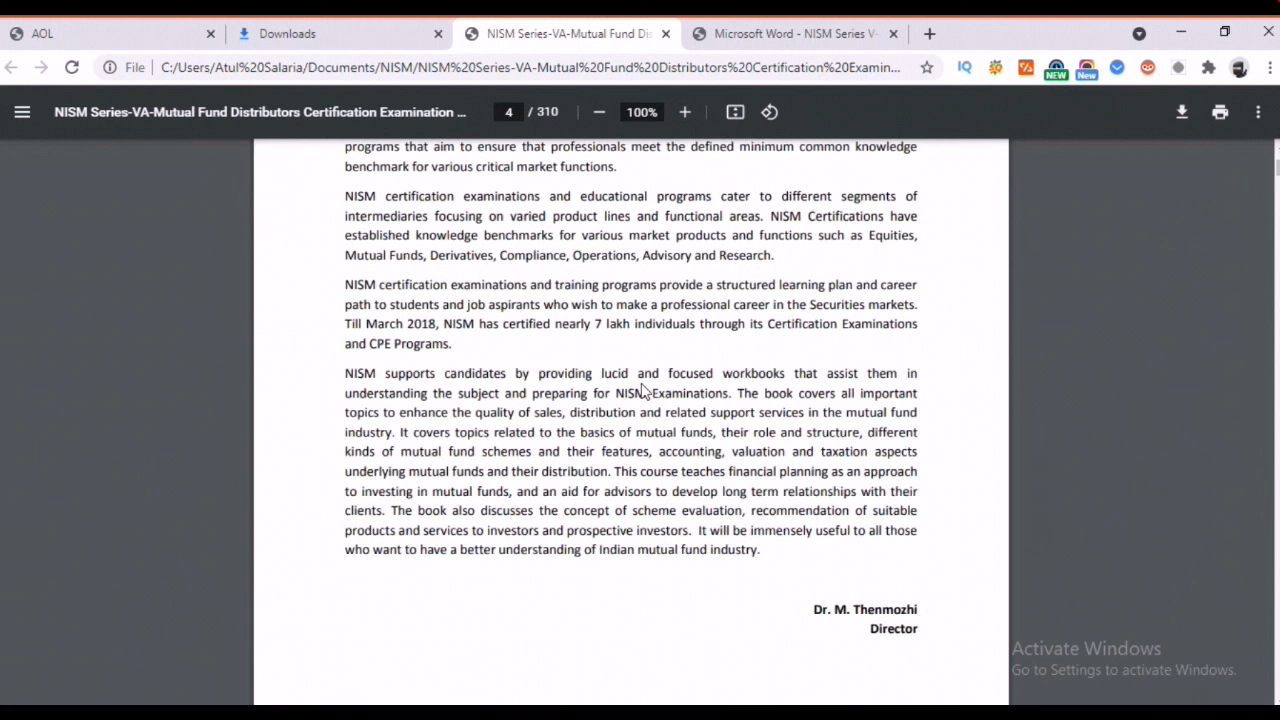 AOL
Downloads
NISM Series-VA-Mutual Fund Dis
Microsoft Word - NISM Series V-
File
C:/Users/Atul%20Salaria/Documents/NISM/NISM%20Series-VA-Mutual%20Fund%20Distributors%20Certification%20Examin...
IQ
NEW
New
NISM Series-VA-Mutual Fund Distributors Certification Examination ...
4 / 310
100%
programs that aim to ensure that professionals meet the defined minimum common knowledge
benchmark for various critical market functions.
NISM certification examinations and educational programs cater to different segments of
intermediaries focusing on varied product lines and functional areas. NISM Certifications have
established knowledge benchmarks for various market products and functions such as Equities,
Mutual Funds, Derivatives, Compliance, Operations, Advisory and Research.
NISM certification examinations and training programs provide a structured learning plan and career
path to students and job aspirants who wish to make a professional career in the Securities markets.
Till March 2018, NISM has certified nearly 7 lakh individuals through its Certification Examinations
and CPE Programs.
NISM supports candidates by providing lucid and focused workbooks that assist them in
understanding the subject and preparing for NISM Examinations. The book covers all important
topics to enhance the quality of sales, distribution and related support services in the mutual fund
industry. It covers topics related to the basics of mutual funds, their role and structure, different
kinds of mutual fund schemes and their features, accounting, valuation and taxation aspects
underlying mutual funds and their distribution. This course teaches financial planning as an approach
to investing in mutual funds, and an aid for advisors to develop long term relationships with their
clients. The book also discusses the concept of scheme evaluation, recommendation of suitable
products and services to investors and prospective investors. It will be immensely useful to all those
who want to have a better understanding of Indian mutual fund industry.
Dr. M. Thenmozhi
Director
Activate Windows
Go to Settings to activate Windows.